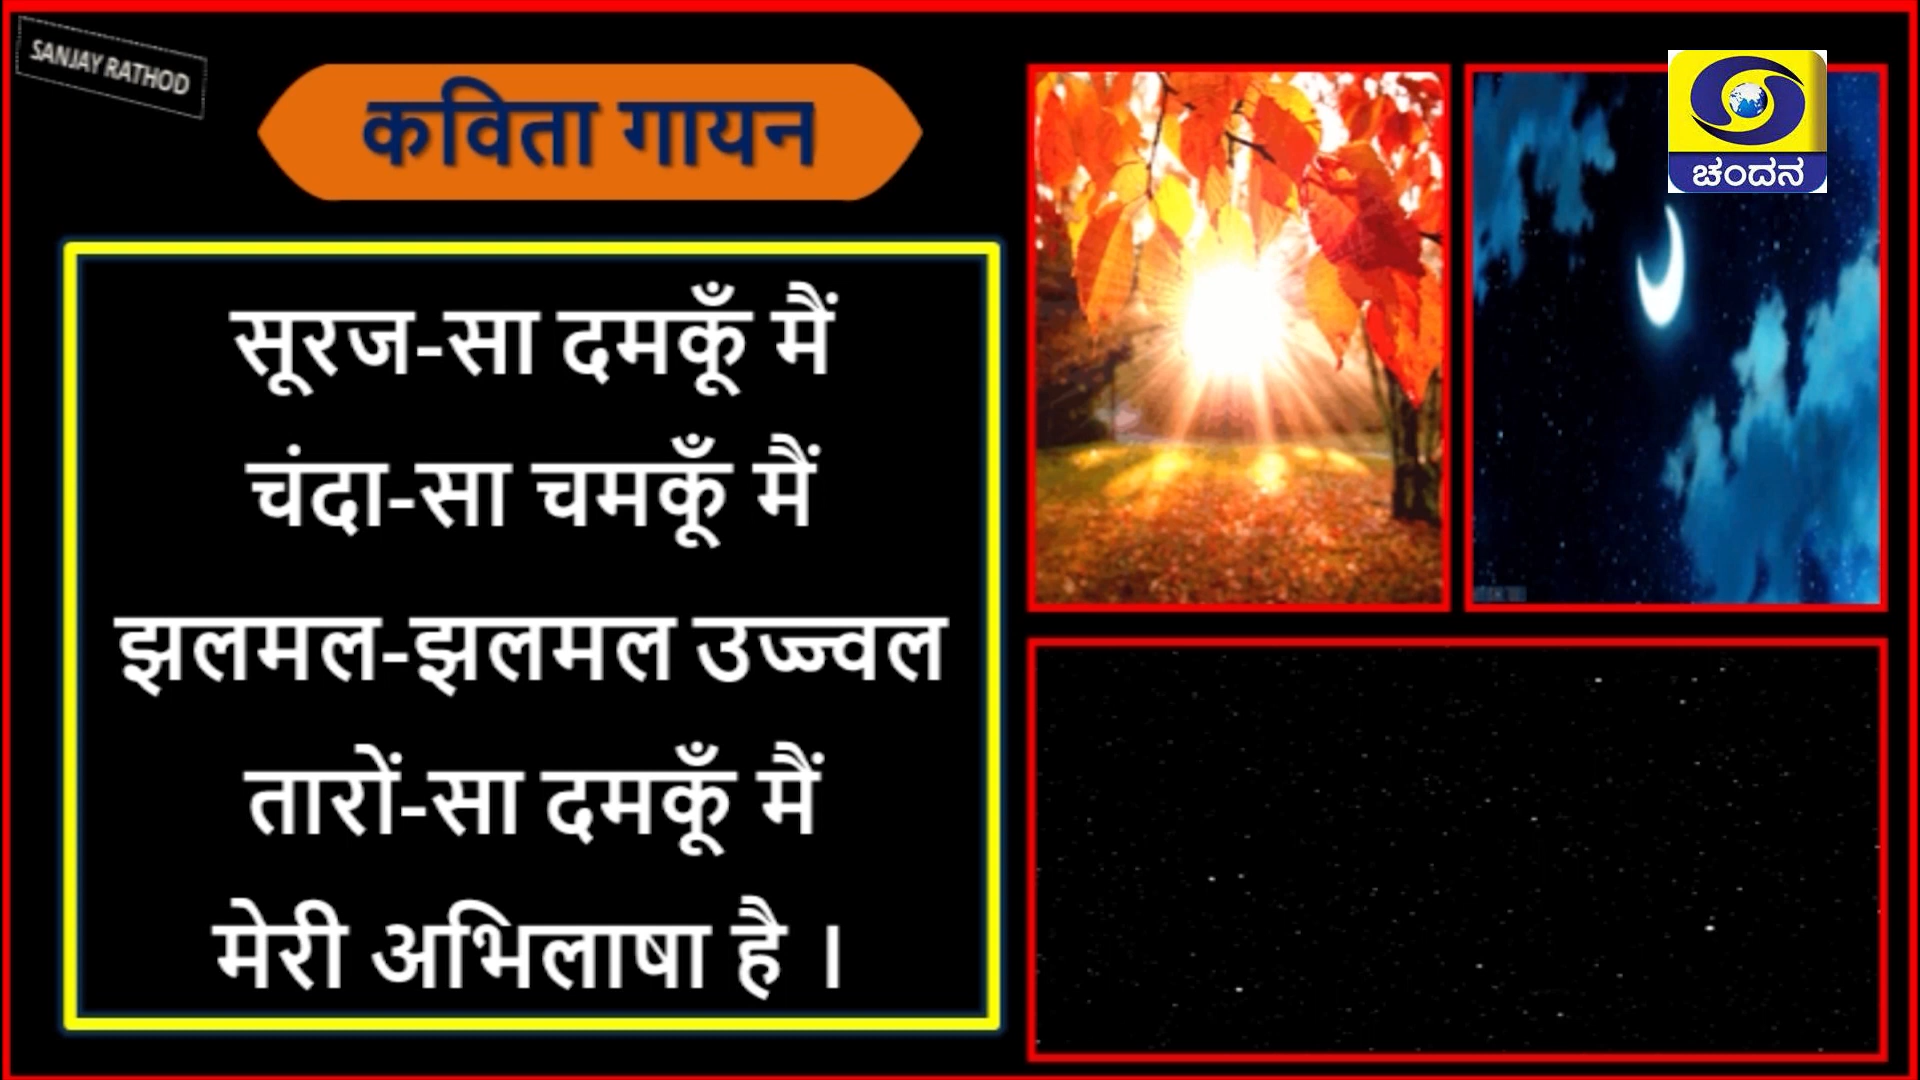 SANJAY RATHOD
कविता गायन
ಚಂದನ
सूरज-सा दमकूँ मैं
चंदा-सा चमकूँ मैं
झलमल-झलमल उज्ज्वल
तारों-सा दमकूँ मैं
मेरी अभिलाषा है ।